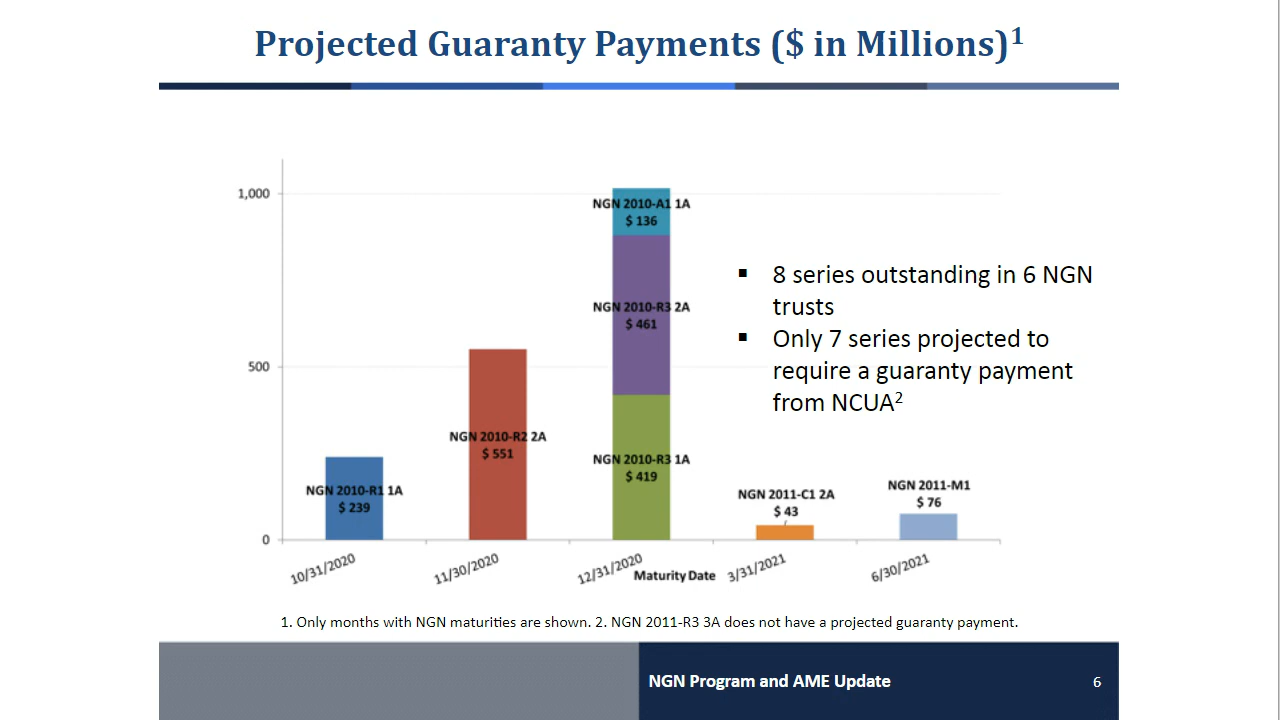 Projected Guaranty Payments ($ in Millions)¹
1,000
500
0
NGN 2010-R1 1A
$ 239
NGN 2010-R2 2A
$ 551
NGN 2010-A1 1A
$ 136
NGN 2010-R3 2A
$ 461
NGN 2010-R3 1A
$ 419
NGN 2011-C1 2A
$ 43
NGN 2011-M1
$ 76
10/31/2020
11/30/2020
12/31/2020
3/31/2021
6/30/2021
Maturity Date
▪ 8 series outstanding in 6 NGN
trusts
▪ Only 7 series projected to
require a guaranty payment
from NCUA²
1. Only months with NGN maturities are shown. 2. NGN 2011-R3 3A does not have a projected guaranty payment.
NGN Program and AME Update
6